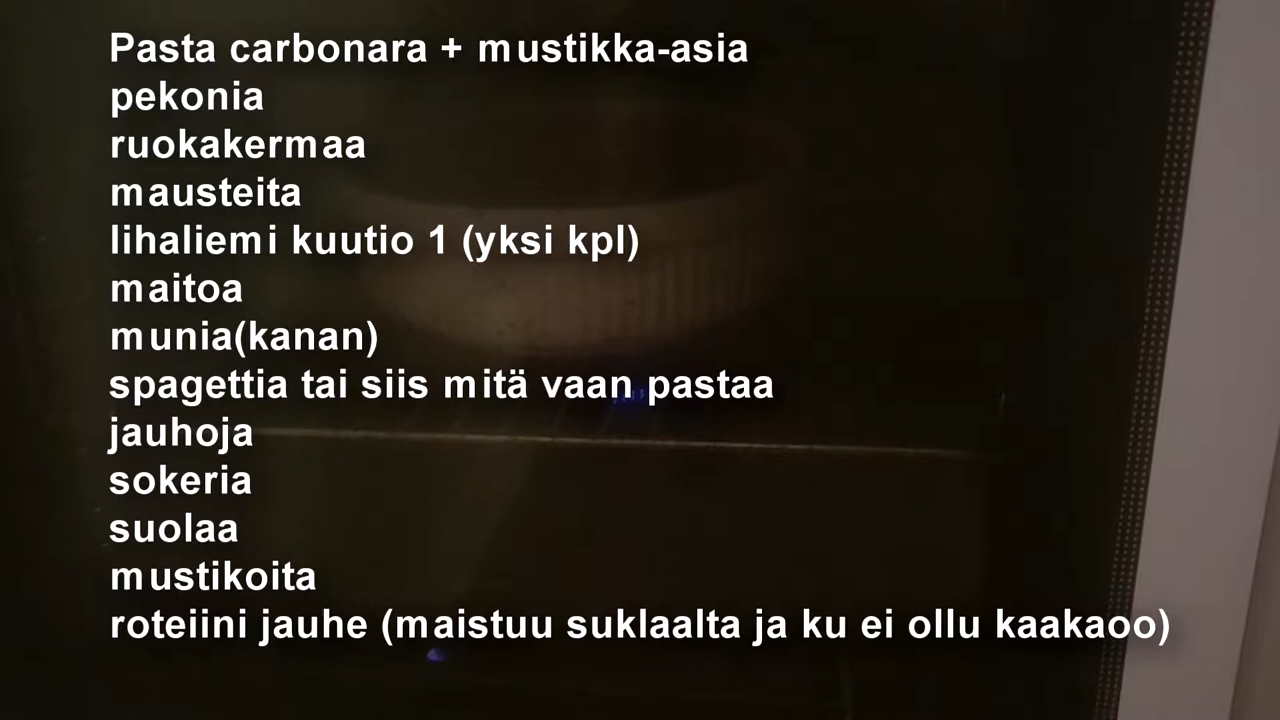 Pasta carbonara + mustikka-asia
pekonia
ruokakermaa
mausteita
lihaliemi kuutio 1 (yksi kpl)
maitoa
munia(kanan)
spagettia tai siis mitä vaan pastaa
jauhoja
sokeria
suolaa
mustikoita
roteiini jauhe (maistuu suklaalta ja ku ei ollu kaakaoo)